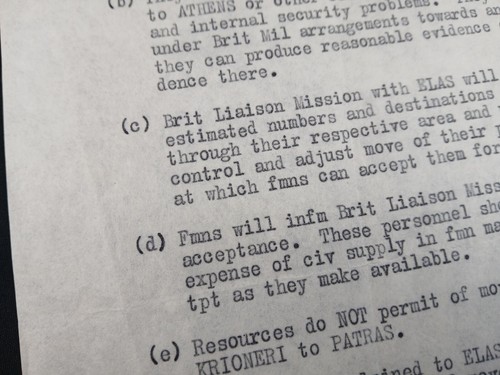 (b) They
to ATHENS or other
and internal security problems. They
under Brit Mil arrangements towards
they can produce reasonable evidence
dence there.
(c) Brit Liaison Mission with ELAS will
estimated numbers and destinations
through their respective area and
control and adjust move of their
at which fmns can accept them for
(d) Fmns will infm Brit Liaison Miss
acceptance. These personnel sh
expense of civ supply in fmn ma
tpt as they make available.
(e) Resources do NOT permit of mo
KRIONERI to PATRAS.
ined to ELAS